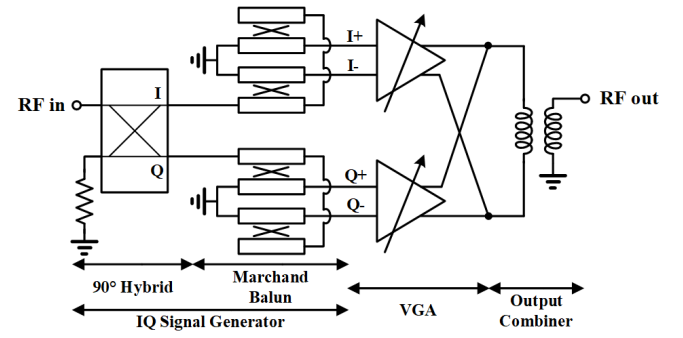 I+
I-
RF in
I
Q
RF out
Q+
Q-
90° Hybrid
Marchand
Balun
VGA
Output
Combiner
IQ Signal Generator